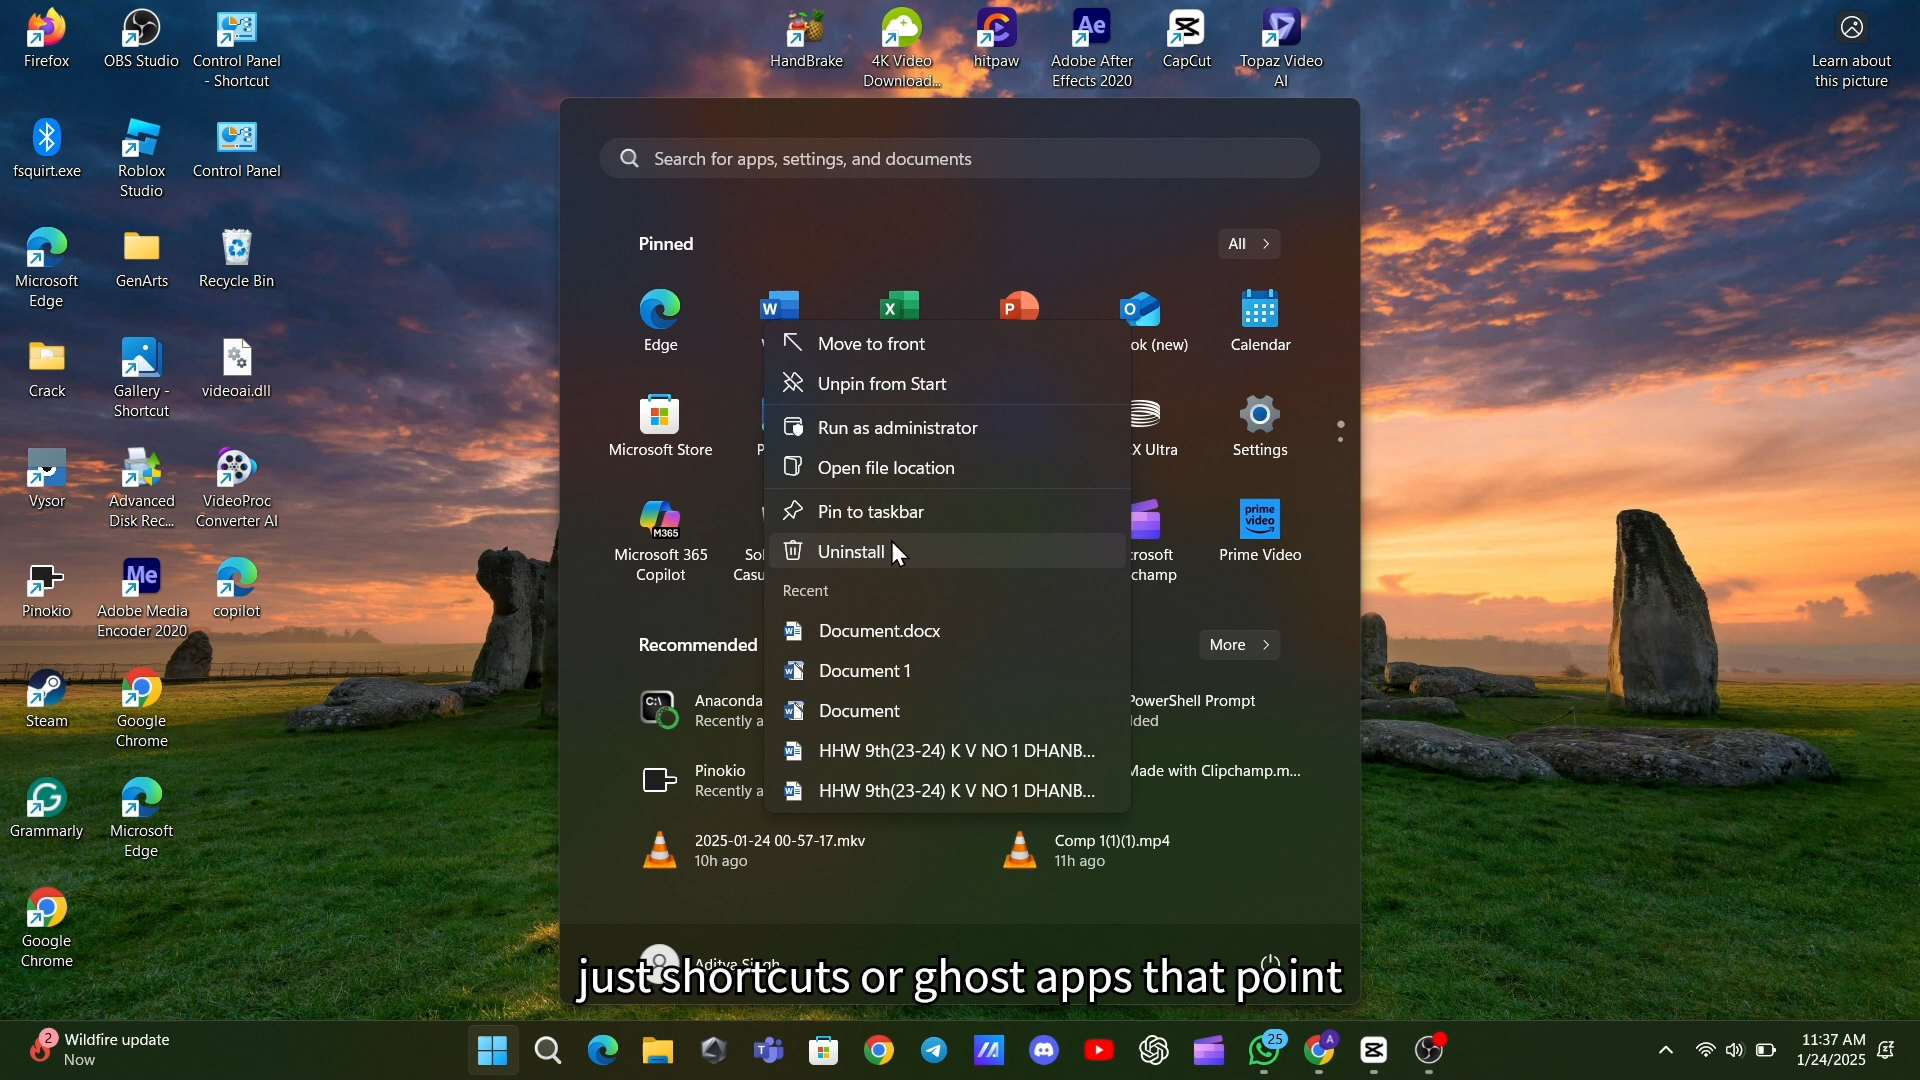 Firefox
OBS Studio
Control Panel
- Shortcut
HandBrake
4K Video
Download...
hitpaw
Adobe After
Effects 2020
CapCut
Topaz Video
AI
Learn about
this picture
fsquirt.exe
Roblox
Studio
Control Panel
Microsoft
Edge
GenArts
Recycle Bin
Crack
Gallery -
Shortcut
videoai.dll
Vysor
Advanced
Disk Rec...
VideoProc
Converter AI
Pinokio
Adobe Media
Encoder 2020
copilot
Steam
Google
Chrome
Grammarly
Microsoft
Edge
Google
Chrome
Search for apps, settings, and documents
Pinned
All
Edge
ok (new)
Calendar
Microsoft Store
X Ultra
Settings
Microsoft 365
Copilot
Sol
Casu
rosoft
champ
Prime Video
Move to front
Unpin from Start
Run as administrator
Open file location
Pin to taskbar
Uninstall
Recent
Document.docx
Document 1
Document
HHW 9th(23-24) K V NO 1 DHANB...
HHW 9th(23-24) K V NO 1 DHANB...
Recommended
More
Anaconda
Recently a
PowerShell Prompt
dded
Pinokio
Recently a
Made with Clipchamp.m...
2025-01-24 00-57-17.mkv
10h ago
Comp 1(1)(1).mp4
11h ago
Aditya Singh
just shortcuts or ghost apps that point
2
Wildfire update
Now
25
A
11:37 AM
1/24/2025